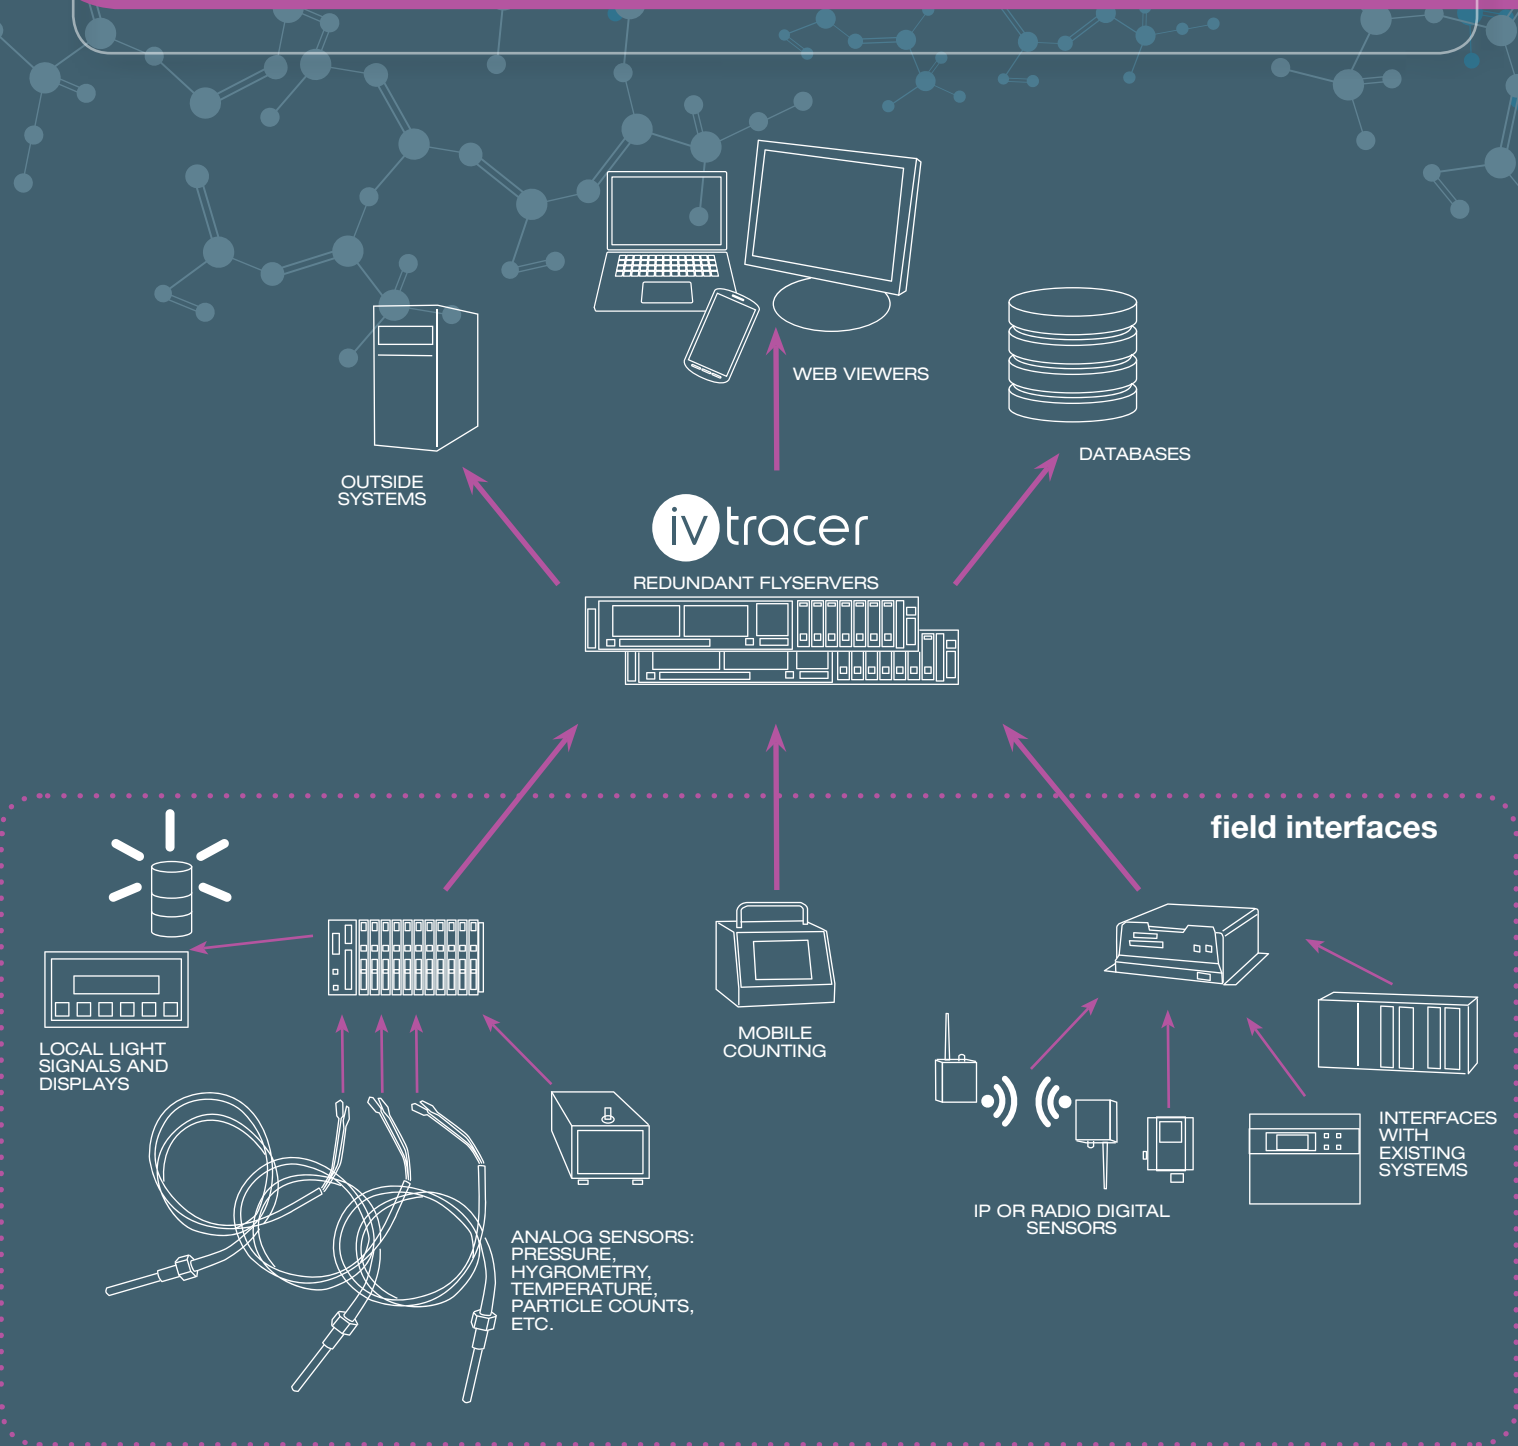 WEB VIEWERS
DATABASES
OUTSIDE
SYSTEMS
ivtracer
REDUNDANT FLYSERVERS
field interfaces
LOCAL LIGHT
SIGNALS AND
DISPLAYS
MOBILE
COUNTING
INTERFACES
WITH
EXISTING
SYSTEMS
IP OR RADIO DIGITAL
SENSORS
ANALOG SENSORS:
PRESSURE,
HYGROMETRY,
TEMPERATURE,
PARTICLE COUNTS,
ETC.